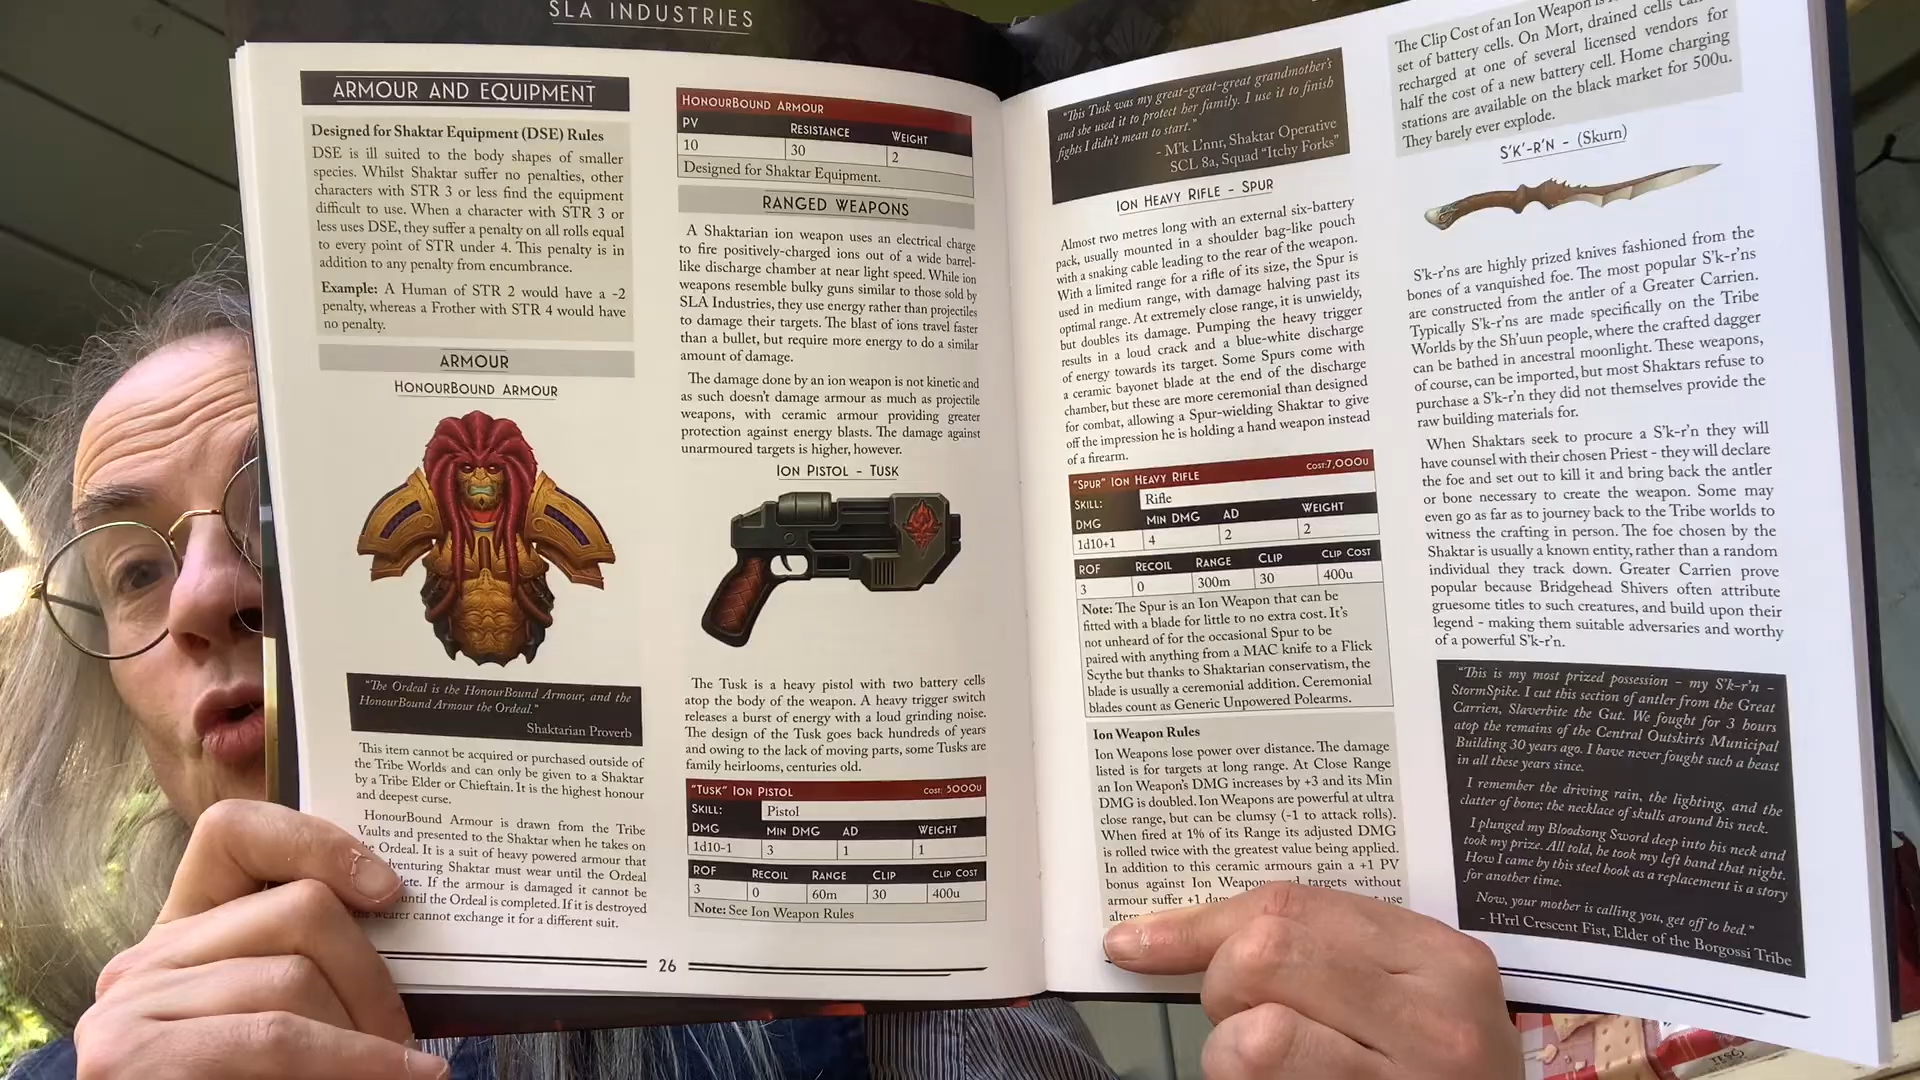 SLA INDUSTRIES
ARMOUR AND EQUIPMENT
Designed for Shaktar Equipment (DSE) Rules
DSE is ill suited to the body shapes of smaller
species. Whilst Shaktar suffer no penalties, other
characters with STR 3 or less find the equipment
difficult to use. When a character with STR 3 or
less uses DSE, they suffer a penalty on all rolls equal
to every point of STR under 4. This penalty is in
addition to any penalty from encumbrance.
Example: A Human of STR 2 would have a -2
penalty, whereas a Frother with STR 4 would have
no penalty.
ARMOUR
HONOURBOUND ARMOUR
"The Ordeal is the HonourBound Armour, and the
HonourBound Armour the Ordeal."
Shaktarian Proverb
This item cannot be acquired or purchased outside of
the Tribe Worlds and can only be given to a Shaktar
by a Tribe Elder or Chieftain. It is the highest honour
and deepest curse.
HonourBound Armour is drawn from the Tribe
Vaults and presented to the Shaktar when he takes on
Ordeal. It is a suit of heavy powered armour that
Shaktar must wear until the Ordeal
If the armour is damaged it cannot be
until the Ordeal is completed. If it is destroyed
wearer cannot exchange it for a different suit.
HONOURBOUND ARMOUR
PV RESISTANCE WEIGHT
10 30 2
Designed for Shaktar Equipment.
RANGED WEAPONS
A Shaktarian ion weapon uses an electrical charge
to fire positively-charged ions out of a wide barrel-
like discharge chamber at near light speed. While ion
weapons resemble bulky guns similar to those sold by
SLA Industries, they use energy rather than projectiles
to damage their targets. The blast of ions travel faster
than a bullet, but require more energy to do a similar
amount of damage.
The damage done by an ion weapon is not kinetic and
as such doesn't damage armour as much as projectile
weapons, with ceramic armour providing greater
protection against energy blasts. The damage against
unarmoured targets is higher, however.
ION PISTOL - TUSK
The Tusk is a heavy pistol with two battery cells
atop the body of the weapon. A heavy trigger switch
releases a burst of energy with a loud grinding noise.
The design of the Tusk goes back hundreds of years
and owing to the lack of moving parts, some Tusks are
family heirlooms, centuries old.
"TUSK" ION PISTOL COST: 5000U
SKILL: Pistol
DMG MIN DMG AD WEIGHT
1d10-1 3 1 1
ROF RECOIL RANGE CLIP CLIP COST
3 0 60m 30 400u
Note: See Ion Weapon Rules
26
"This Tusk was my great-great-great grandmother's
and she used it to protect her family. I use it to finish
fights I didn't mean to start."
- M'k L'nnr, Shaktar Operative
SCL 8a, Squad "Itchy Forks"
ION HEAVY RIFLE - SPUR
Almost two metres long with an external six-battery
pack, usually mounted in a shoulder bag-like pouch
with a snaking cable leading to the rear of the weapon.
With a limited range for a rifle of its size, the Spur is
used in medium range, with damage halving past its
optimal range. At extremely close range, it is unwieldy,
but doubles its damage. Pumping the heavy trigger
results in a loud crack and a blue-white discharge
of energy towards its target. Some Spurs come with
a ceramic bayonet blade at the end of the discharge
chamber, but these are more ceremonial than designed
for combat, allowing a Spur-wielding Shaktar to give
off the impression he is holding a hand weapon instead
of a firearm.
"SPUR" ION HEAVY RIFLE COST:7,000U
SKILL: Rifle
DMG MIN DMG AD WEIGHT
1d10+1 4 2 2
ROF RECOIL RANGE CLIP CLIP COST
3 0 300m 30 400u
Note: The Spur is an Ion Weapon that can be
fitted with a blade for little to no extra cost. It's
not unheard of for the occasional Spur to be
paired with anything from a MAC knife to a Flick
Scythe but thanks to Shaktarian conservatism, the
blade is usually a ceremonial addition. Ceremonial
blades count as Generic Unpowered Polearms.
Ion Weapon Rules
Ion Weapons lose power over distance. The damage
listed is for targets at long range. At Close Range
an Ion Weapon's DMG increases by +3 and its Min
DMG is doubled. Ion Weapons are powerful at ultra
close range, but can be clumsy (-1 to attack rolls).
When fired at 1% of its Range its adjusted DMG
is rolled twice with the greatest value being applied.
In addition to this ceramic armours gain a +1 PV
bonus against Ion Weapons targets without
armour suffer +1 use
The Clip Cost of an Ion Weapon is
set of battery cells. On Mort, drained cells can
recharged at one of several licensed vendors for
half the cost of a new battery cell. Home charging
stations are available on the black market for 500u.
They barely ever explode.
S'K'-R'N - (Skurn)
S'k-r'ns are highly prized knives fashioned from the
bones of a vanquished foe. The most popular S'k-r'ns
are constructed from the antler of a Greater Carrien.
Typically S'k-r'ns are made specifically on the Tribe
Worlds by the Sh'uun people, where the crafted dagger
can be bathed in ancestral moonlight. These weapons,
of course, can be imported, but most Shaktars refuse to
purchase a S'k-r'n they did not themselves provide the
raw building materials for.
When Shaktars seek to procure a S'k-r'n they will
have counsel with their chosen Priest - they will declare
the foe and set out to kill it and bring back the antler
or bone necessary to create the weapon. Some may
even go as far as to journey back to the Tribe worlds to
witness the crafting in person. The foe chosen by the
Shaktar is usually a known entity, rather than a random
individual they track down. Greater Carrien prove
popular because Bridgehead Shivers often attribute
gruesome titles to such creatures, and build upon their
legend - making them suitable adversaries and worthy
of a powerful S'k-r'n.
"This is my most prized possession - my S'k-r'n -
StormSpike. I cut this section of antler from the Great
Carrien, Slaverbite the Gut. We fought for 3 hours
atop the remains of the Central Outskirts Municipal
Building 30 years ago. I have never fought such a beast
in all these years since.
I remember the driving rain, the lighting, and the
clatter of bone; the necklace of skulls around his neck.
I plunged my Bloodsong Sword deep into his neck and
took my prize. All told, he took my left hand that night.
How I came by this steel hook as a replacement is a story
for another time.
Now, your mother is calling you, get off to bed."
- H'rrl Crescent Fist, Elder of the Borgossi Tribe
TESCO